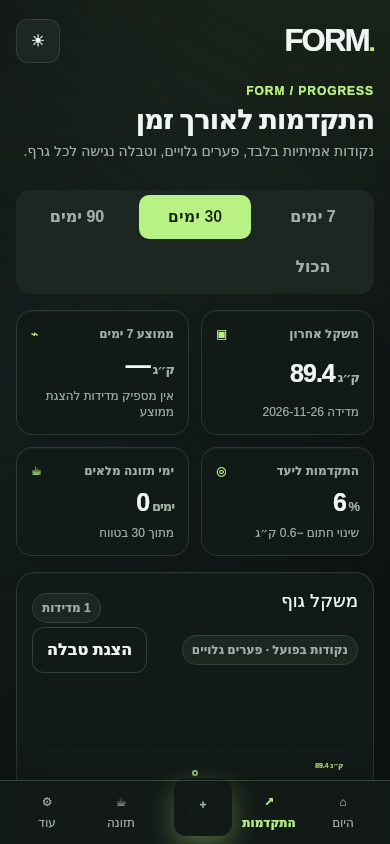 FORM.
FORM / PROGRESS
התקדמות לאורך זמן
נקודות אמיתיות בלבד, פערים גלויים, וטבלה נגישה לכל גרף.
7 ימים
30 ימים
90 ימים
הכול
משקל אחרון
89.4 ק״ג
מדידה 2026-11-26
ממוצע 7 ימים
— ק״ג
אין מספיק מדידות להצגת
ממוצע
התקדמות ליעד
6%
שינוי חתום −0.6 ק״ג
ימי תזונה מלאים
0 ימים
מתוך 30 בטווח
משקל גוף
1 מדידות
נקודות בפועל · פערים גלויים
הצגת טבלה
89.4 ק״ג
היום
התקדמות
+
תזונה
עוד